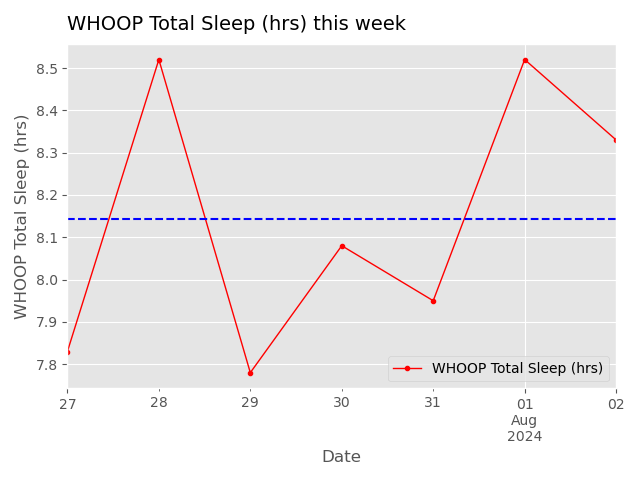 WHOOP Total Sleep (hrs) this week
WHOOP Total Sleep (hrs)
8.5
8.4
8.3
8.2
8.1
8.0
7.9
7.8
WHOOP Total Sleep (hrs)
27 28 29 30 31 01 02
Aug
2024
Date